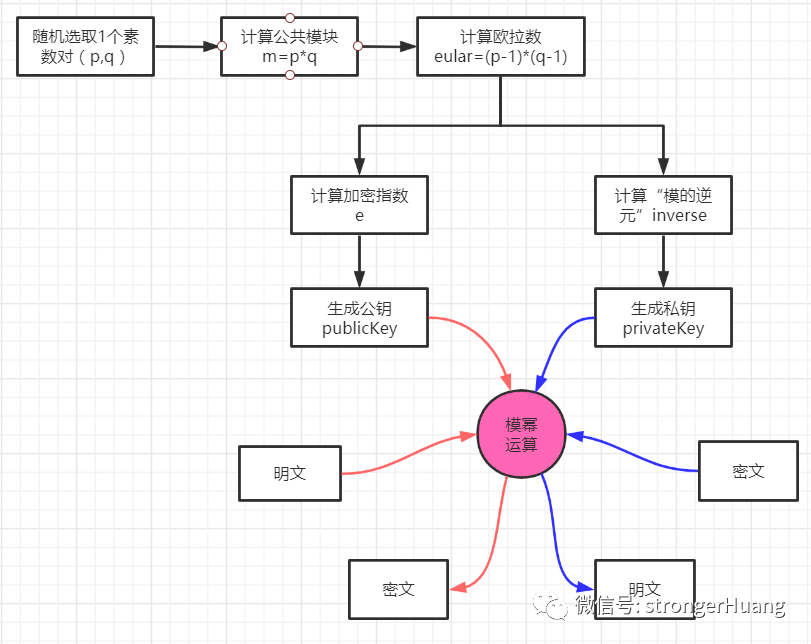 随机选取1个素
数对（p,q）
计算公共模块
m=p*q
计算欧拉数
eular=(p-1)*(q-1)
计算加密指数
e
计算“模的逆
元”inverse
生成公钥
publicKey
生成私钥
privateKey
模幂
运算
明文
密文
密文
明文
微信号: strongerHuang